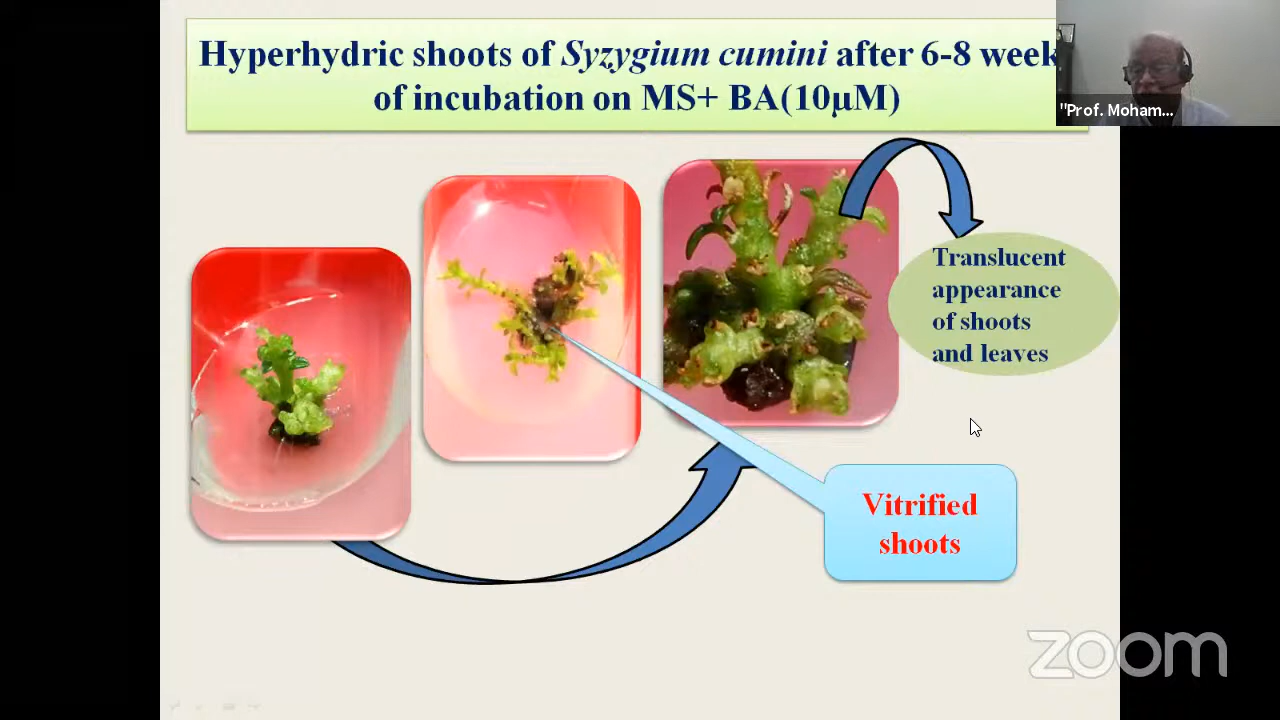 Hyperhydric shoots of Syzygium cumini after 6-8 week
of incubation on MS+ BA(10μM)
"Prof. Moham...
Translucent
appearance
of shoots
and leaves
Vitrified
shoots
zoom